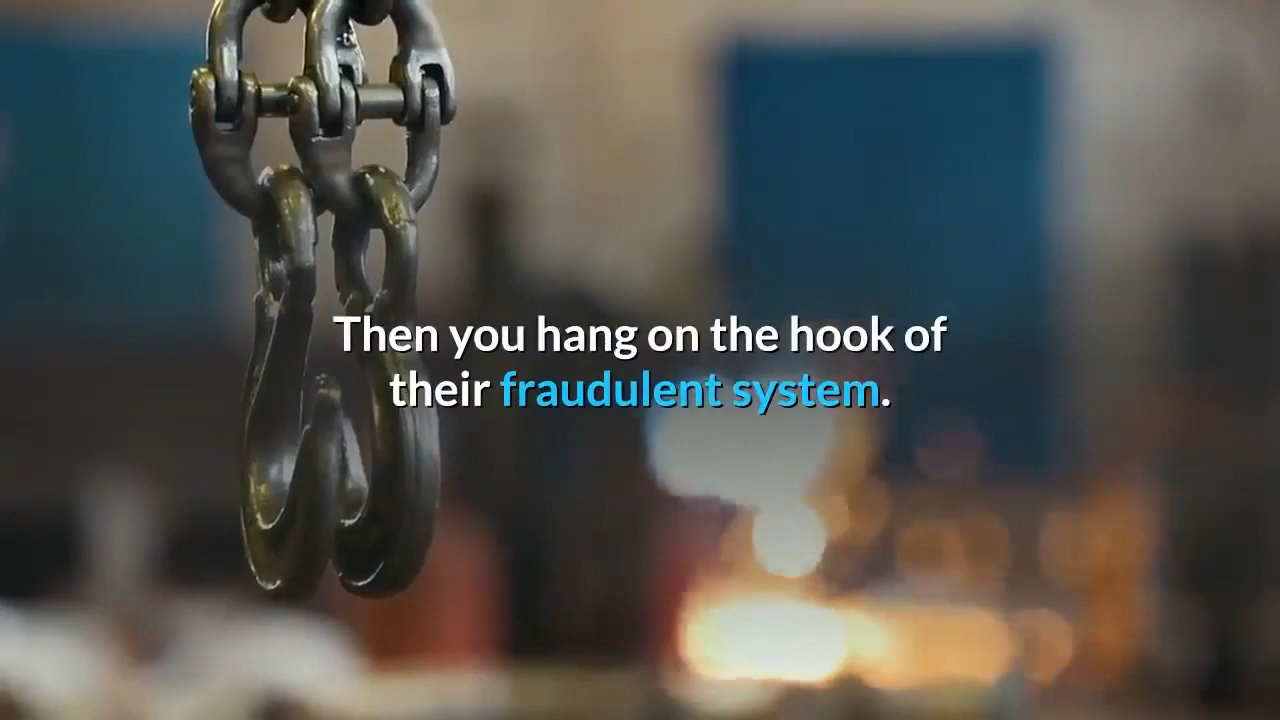 Then you hang on the hook of
their fraudulent system.